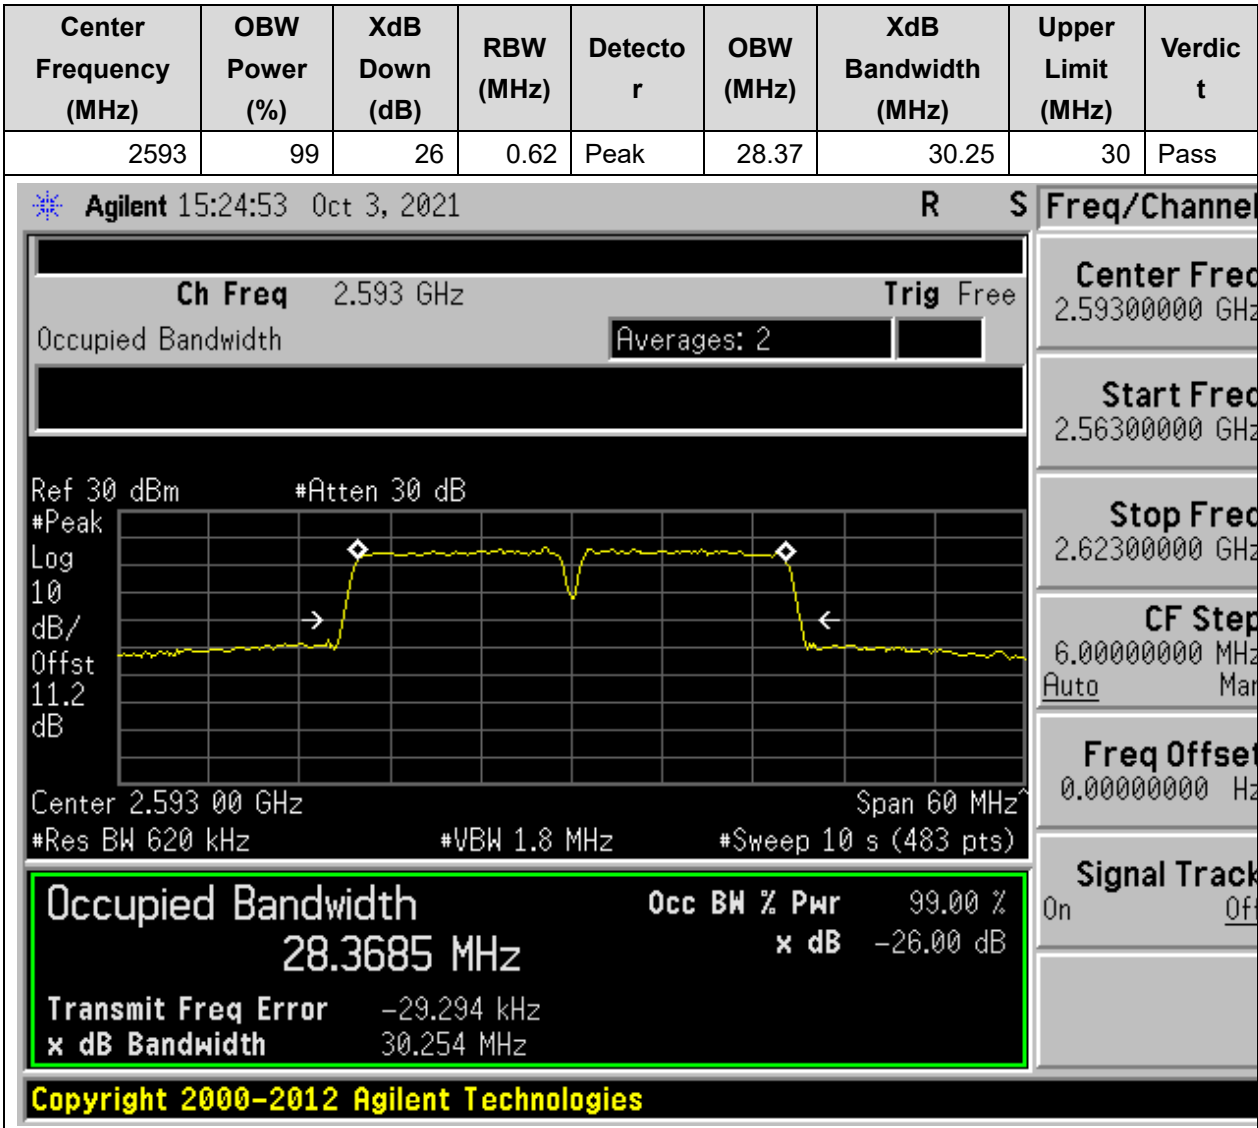 Center Frequency (MHz) OBW Power (%) XdB Down (dB) RBW (MHz) Detector OBW (MHz) XdB Bandwidth (MHz) Upper Limit (MHz) Verdict
2593 99 26 0.62 Peak 28.37 30.25 30 Pass
Agilent 15:24:53 Oct 3, 2021 R S
Freq/Channel
Ch Freq 2.593 GHz Trig Free
Occupied Bandwidth Averages: 2
Center Freq
2.59300000 GHz
Start Freq
2.56300000 GHz
Stop Freq
2.62300000 GHz
CF Step
6.00000000 MHz
Auto Man
Freq Offset
0.00000000 Hz
Signal Track
On Off
Ref 30 dBm #Atten 30 dB
#Peak
Log
10
dB/
Offst
11.2
dB
Center 2.593 00 GHz Span 60 MHz^
#Res BW 620 kHz #VBW 1.8 MHz #Sweep 10 s (483 pts)
Occupied Bandwidth Occ BW % Pwr 99.00 %
28.3685 MHz x dB -26.00 dB
Transmit Freq Error -29.294 kHz
x dB Bandwidth 30.254 MHz
Copyright 2000-2012 Agilent Technologies